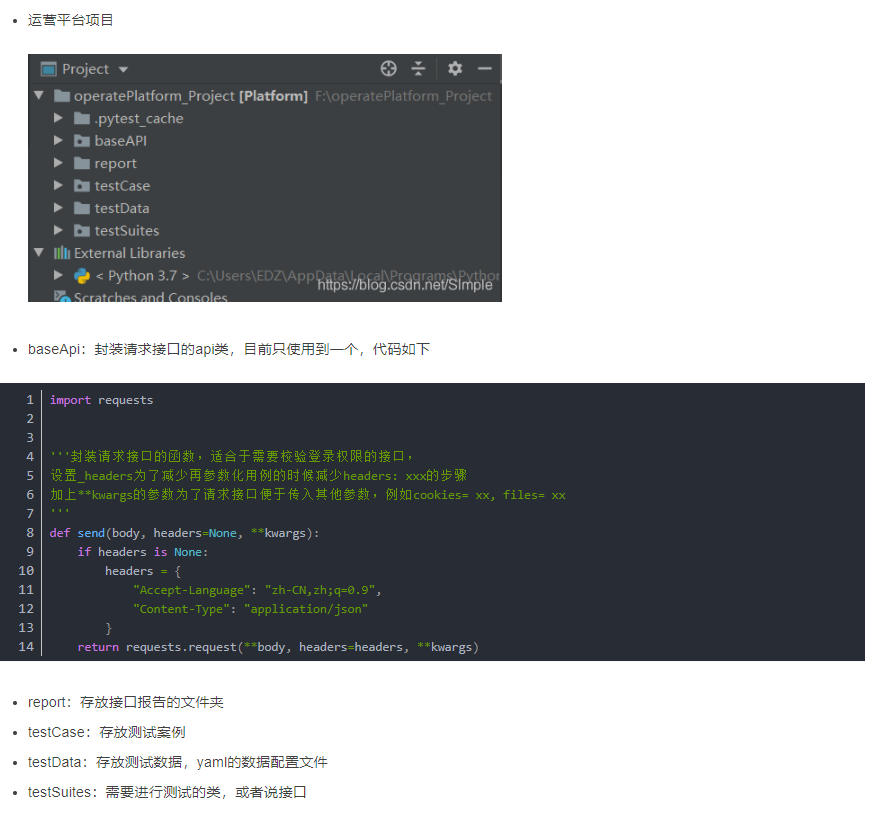 运营平台项目
Project
operatePlatform_Project [Platform] F:\operatePlatform_Project
.pytest_cache
baseAPI
report
testCase
testData
testSuites
External Libraries
< Python 3.7 > C:\Users\EDZ\AppData\Local\Programs\Python
https://blog.csdn.net/SImple
Scratches and Consoles
baseApi：封装请求接口的api类，目前只使用到一个，代码如下
1 import requests
2
3
4 '''封装请求接口的函数，适合于需要校验登录权限的接口，
5 设置_headers为了减少再参数化用例的时候减少headers: xxx的步骤
6 加上**kwargs的参数为了请求接口便于传入其他参数，例如cookies= xx, files= xx
7 '''
8 def send(body, headers=None, **kwargs):
9 if headers is None:
10 headers = {
11 "Accept-Language": "zh-CN,zh;q=0.9",
12 "Content-Type": "application/json"
13 }
14 return requests.request(**body, headers=headers, **kwargs)
report：存放接口报告的文件夹
testCase：存放测试案例
testData：存放测试数据，yaml的数据配置文件
testSuites：需要进行测试的类，或者说接口